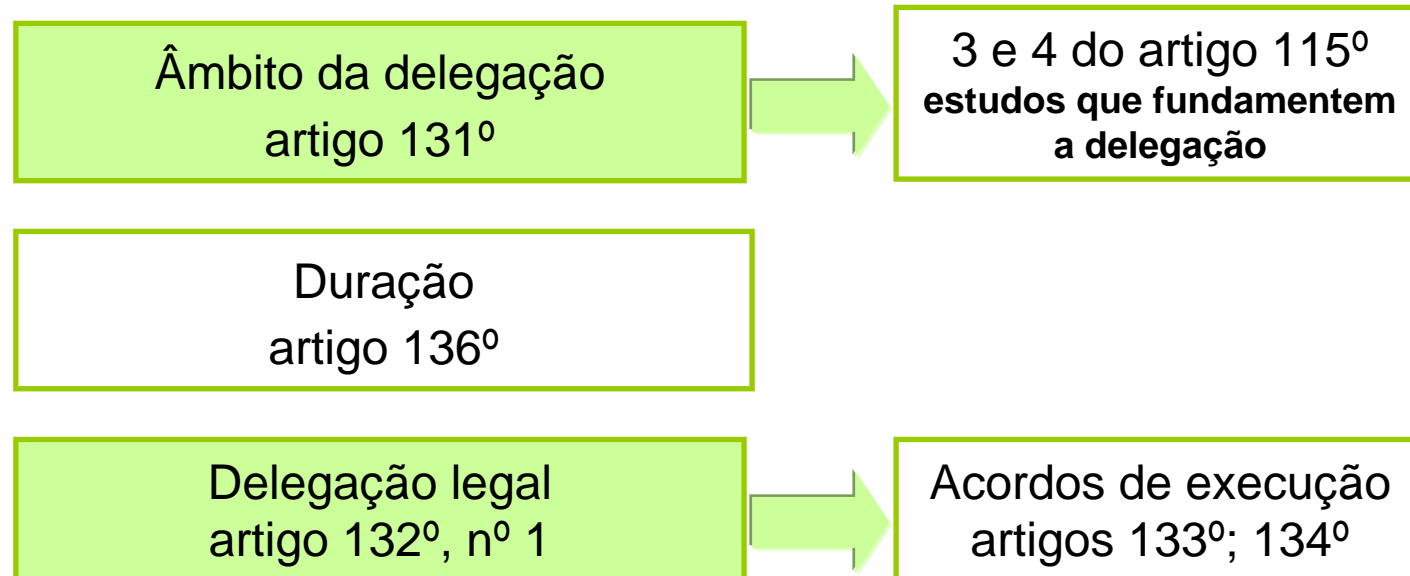 Âmbito da delegação
artigo 131º
3 e 4 do artigo 115º
estudos que fundamentem
a delegação
Duração
artigo 136º
Delegação legal
artigo 132º, nº 1
Acordos de execução
artigos 133º; 134º